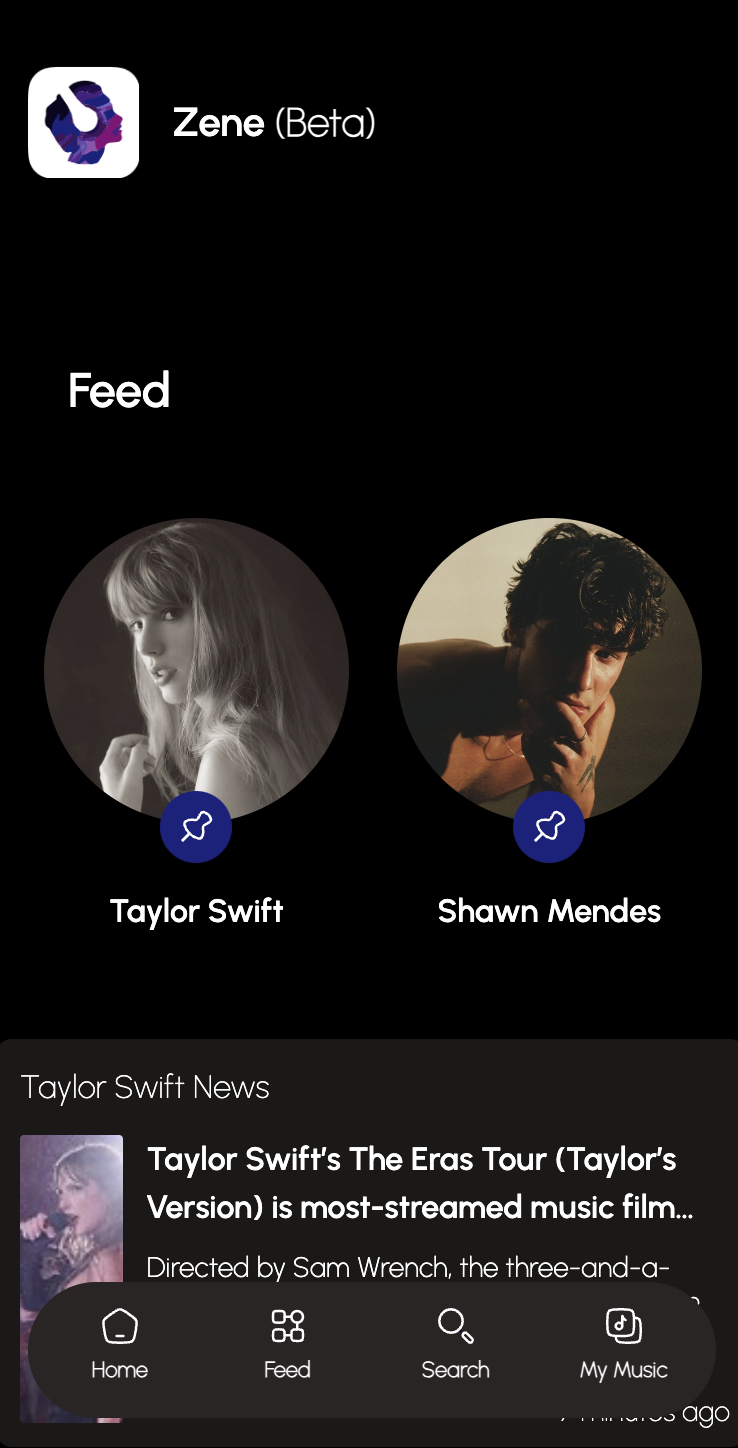 Zene (Beta)
Feed
Taylor Swift
Shawn Mendes
Taylor Swift News
Taylor Swift’s The Eras Tour (Taylor’s
Version) is most-streamed music film...
Directed by Sam Wrench, the three-and-a-
Home
Feed
Search
My Music
minutes ago